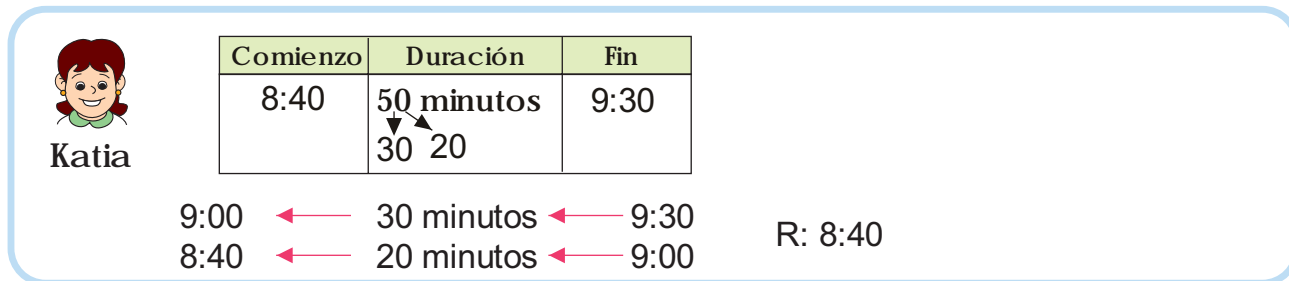 Comienzo Duración Fin
8:40 50 minutos 9:30
30 20
Katia
9:00 30 minutos 9:30
R: 8:40
8:40 20 minutos 9:00